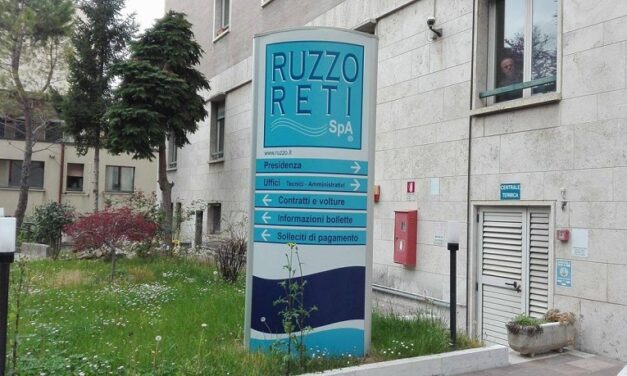 RUZZO
RETI
SpA
www.ruzzo.it
Presidenza
Uffici Tecnici - Amministrativi
Contratti e volture
Informazioni bollette
Solleciti di pagamento
CENTRALE
TERMICA